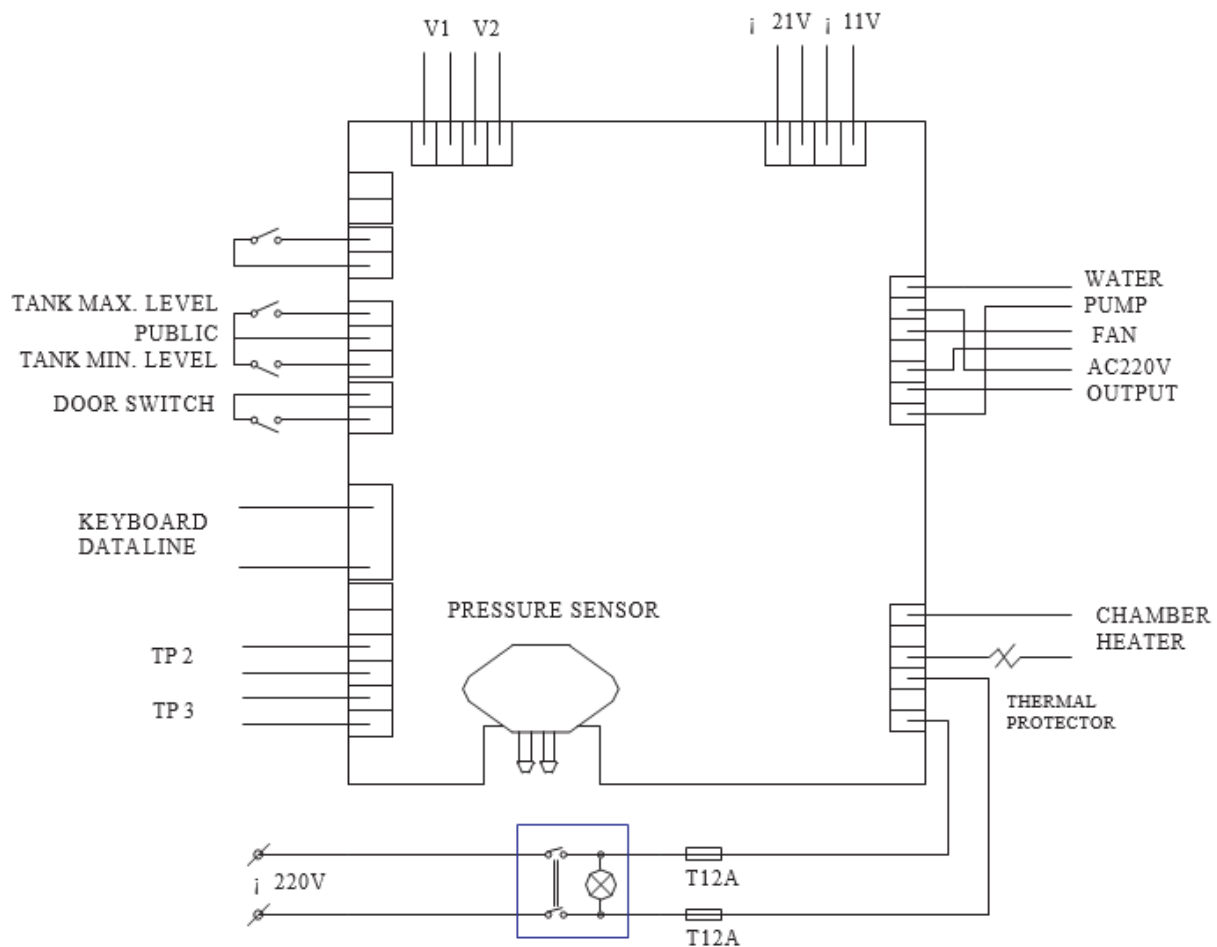 V1 V2
¡ 21V ¡ 11V
TANK MAX. LEVEL
PUBLIC
TANK MIN. LEVEL
DOOR SWITCH
WATER
PUMP
FAN
AC220V
OUTPUT
KEYBOARD
DATALINE
PRESSURE SENSOR
TP 2
TP 3
CHAMBER
HEATER
THERMAL
PROTECTOR
¡ 220V
T12A
T12A